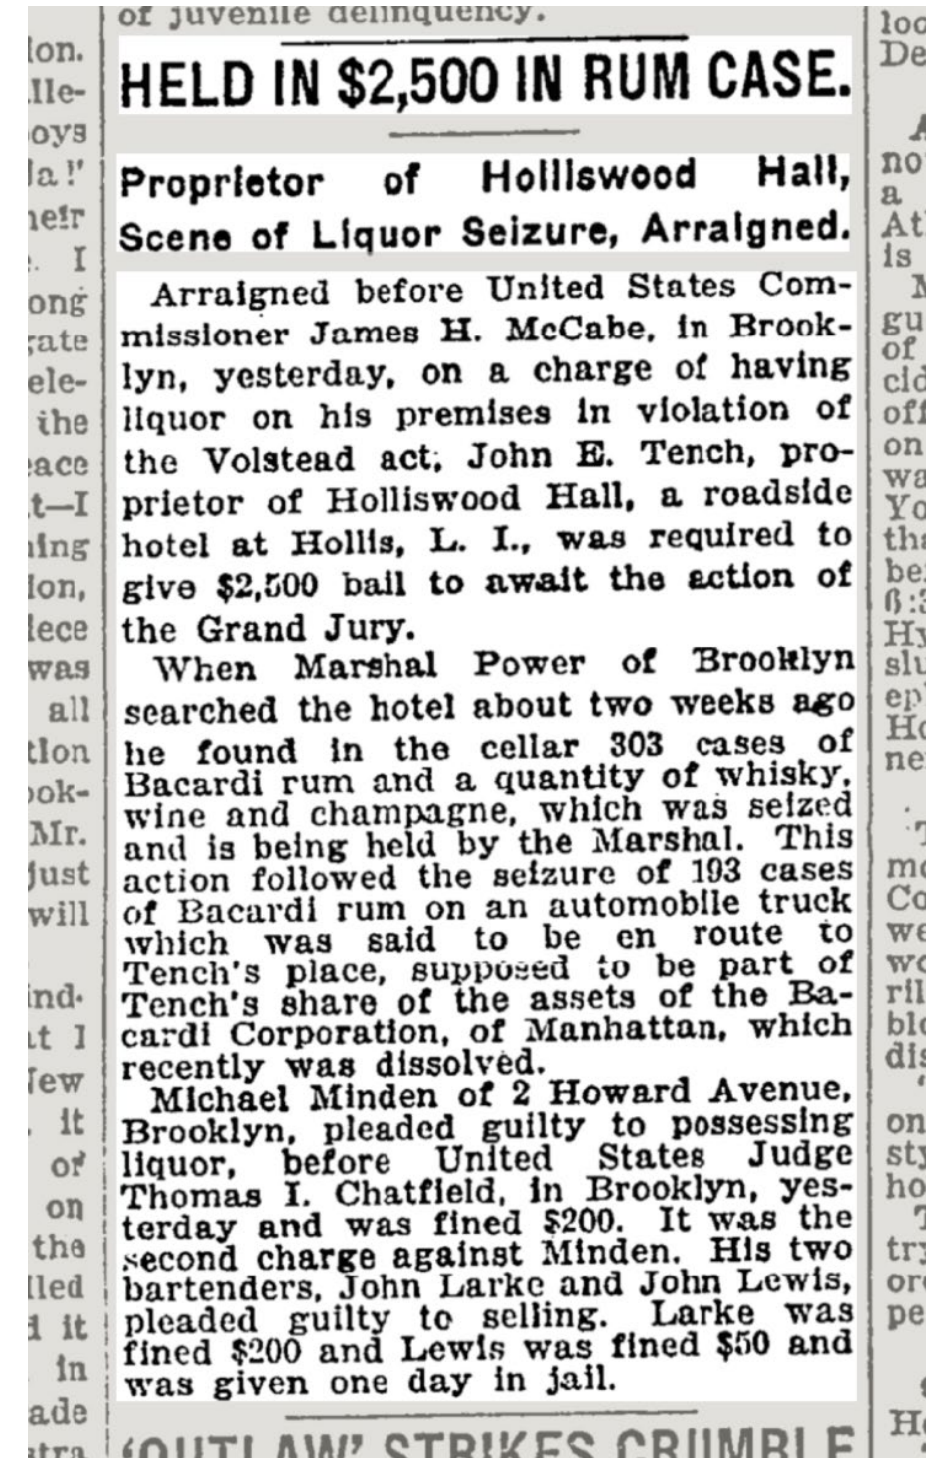 of juvenile delinquency.
HELD IN $2,500 IN RUM CASE.
Proprietor of Holliswood Hall,
Scene of Liquor Seizure, Arraigned.
Arraigned before United States Com-
missioner James H. McCabe, in Brook-
lyn, yesterday, on a charge of having
liquor on his premises in violation of
the Volstead act, John E. Tench, pro-
prietor of Holliswood Hall, a roadside
hotel at Hollis, L. I., was required to
give $2,500 bail to await the action of
the Grand Jury.
When Marshal Power of Brooklyn
searched the hotel about two weeks ago
he found in the cellar 303 cases of
Bacardi rum and a quantity of whisky,
wine and champagne, which was seized
and is being held by the Marshal. This
action followed the seizure of 193 cases
of Bacardi rum on an automobile truck
which was said to be en route to
Tench's place, supposed to be part of
Tench's share of the assets of the Ba-
cardi Corporation, of Manhattan, which
recently was dissolved.
Michael Minden of 2 Howard Avenue,
Brooklyn, pleaded guilty to possessing
liquor, before United States Judge
Thomas I. Chatfield, in Brooklyn, yes-
terday and was fined $200. It was the
second charge against Minden. His two
bartenders, John Larke and John Lewis,
pleaded guilty to selling. Larke was
fined $200 and Lewis was fined $50 and
was given one day in jail.
'OUTLAW' STRIKES CRUMBLE